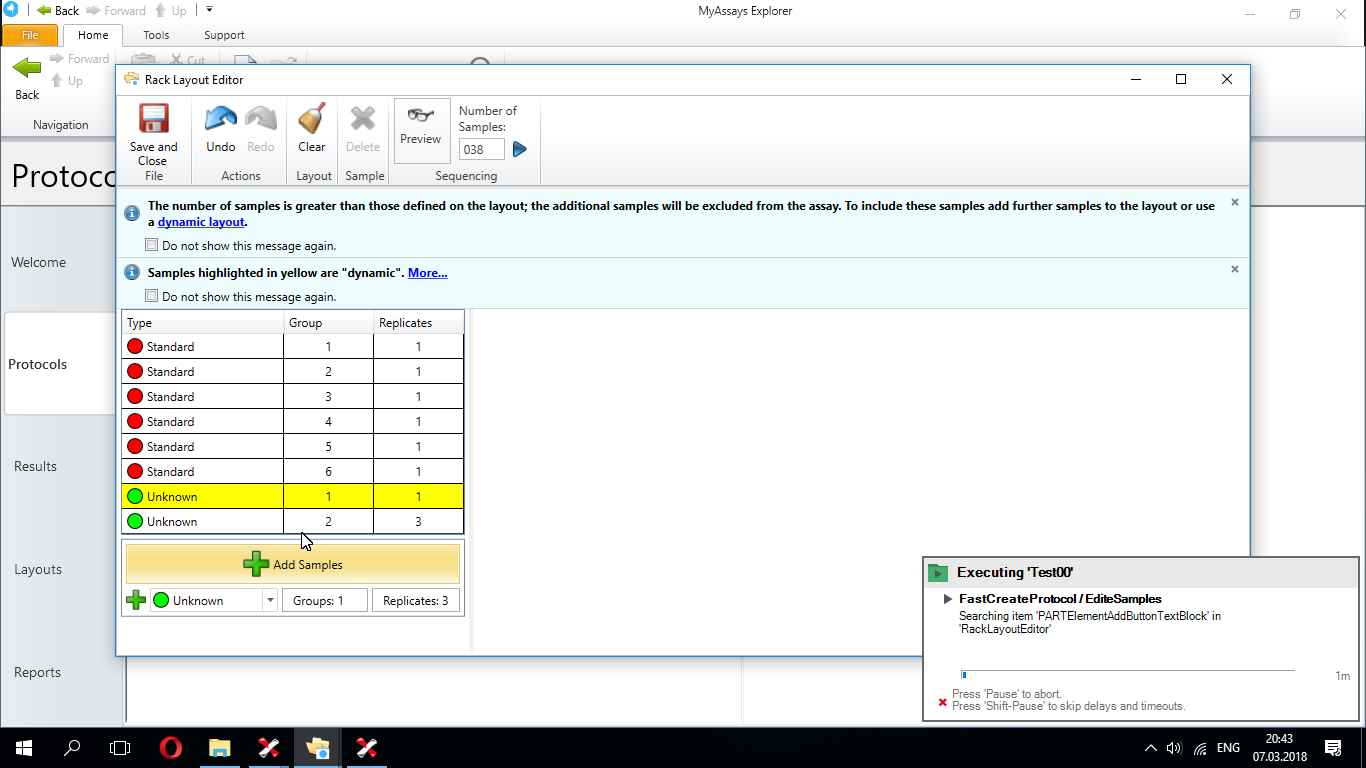 Back Forward Up
MyAssays Explorer
File Home Tools Support
Forward
Cut
Up
Back
Navigation
Rack Layout Editor
Save and Close
Undo Redo
Clear
Delete
Preview
Number of Samples:
038
File Actions Layout Sample Sequencing
The number of samples is greater than those defined on the layout; the additional samples will be excluded from the assay. To include these samples add further samples to the layout or use
a dynamic layout.
Do not show this message again.
Samples highlighted in yellow are "dynamic". More...
Do not show this message again.
Protoco
Welcome
Protocols
Results
Layouts
Reports
Type Group Replicates
Standard 1 1
Standard 2 1
Standard 3 1
Standard 4 1
Standard 5 1
Standard 6 1
Unknown 1 1
Unknown 2 3
Add Samples
Unknown Groups: 1 Replicates: 3
Executing 'Test00'
FastCreateProtocol / EditeSamples
Searching item 'PARTElementAddButtonTextBlock' in
'RackLayoutEditor'
1m
Press 'Pause' to abort.
Press 'Shift-Pause' to skip delays and timeouts.
ENG
20:43
07.03.2018